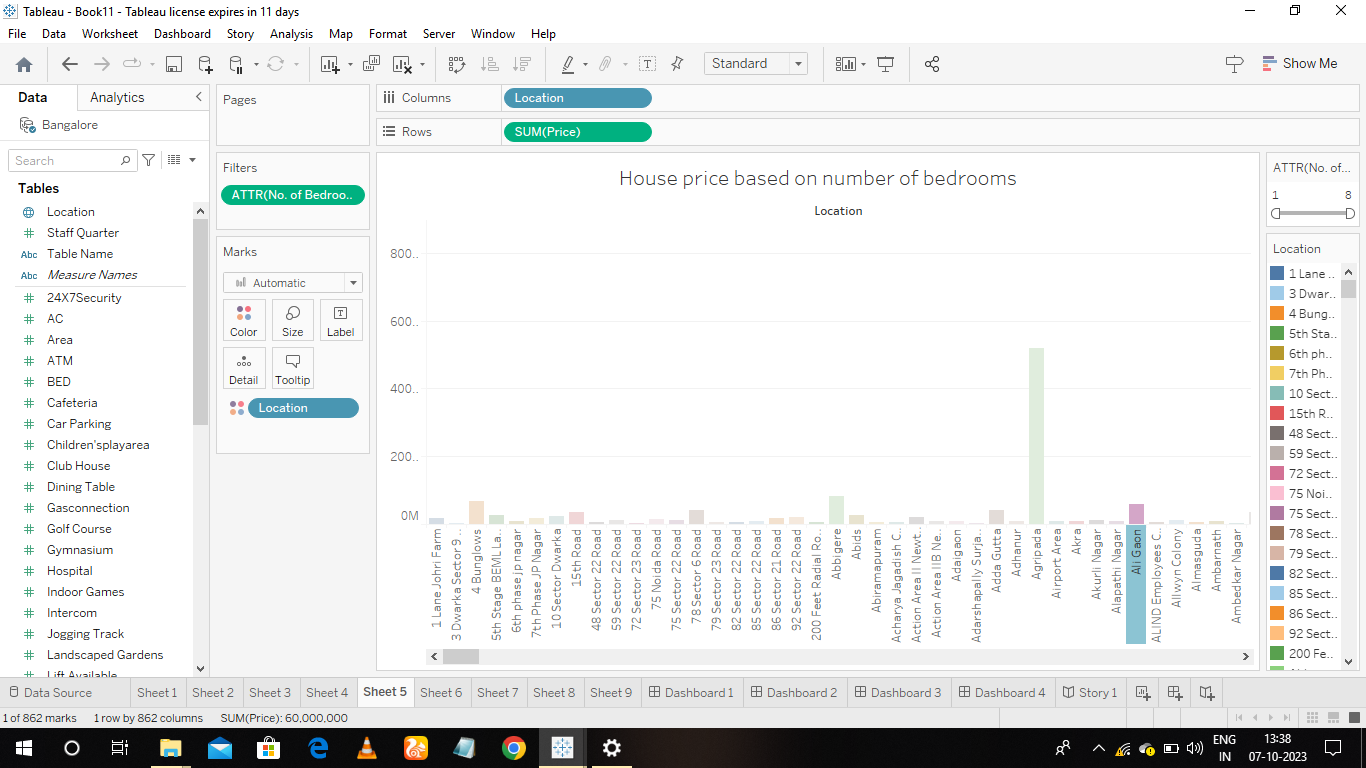 Tableau - Book11 - Tableau license expires in 11 days
File Data Worksheet Dashboard Story Analysis Map Format Server Window Help
Standard
Show Me
Data Analytics
Bangalore
Search
Tables
Location
Staff Quarter
Abc Table Name
Abc Measure Names
24X7Security
AC
Area
ATM
BED
Cafeteria
Car Parking
Children'splayarea
Club House
Dining Table
Gasconnection
Golf Course
Gymnasium
Hospital
Indoor Games
Intercom
Jogging Track
Landscaped Gardens
Lift Available
Pages
Filters
ATTR(No. of Bedroo..
Marks
Automatic
Color Size Label
Detail Tooltip
Location
Columns Location
Rows SUM(Price)
House price based on number of bedrooms
Location
800..
600..
400..
200..
0M
1 Lane Johri Farm
3 Dwarka Sector9 ..
4 Bunglows
5th Stage BEML La..
6th phase jp nagar
7th Phase JP Nagar
10 Sector Dwarka
15th Road
48 Sector 22 Road
59 Sector 22 Road
72 Sector 23 Road
75 Noida Road
75 Sector 22 Road
78 Sector 6 Road
79 Sector 23 Road
82 Sector 22 Road
85 Sector 22 Road
86 Sector 21 Road
92 Sector 22 Road
200 Feet Radial Ro..
Abbigere
Abids
Abiramapuram
Acharya Jagadish C..
Action Area II Newt..
Action Area IIB Ne..
Adaigaon
Adarshapally Surja..
Adda Gutta
Adhanur
Agripada
Airport Area
Akra
Akurli Nagar
Alapathi Nagar
Ali Gaon
ALIND Employees C..
Allwyn Colony
Almasguda
Ambarnath
Ambedkar Nagar
ATTR(No. of...
1 8
Location
1 Lane ..
3 Dwar..
4 Bung..
5th Sta..
6th ph..
7th Ph..
10 Sect..
15th R..
48 Sect..
59 Sect..
72 Sect..
75 Noi..
75 Sect..
78 Sect..
79 Sect..
82 Sect..
85 Sect..
86 Sect..
92 Sect..
200 Fe..
Data Source Sheet 1 Sheet 2 Sheet 3 Sheet 4 Sheet 5 Sheet 6 Sheet 7 Sheet 8 Sheet 9 Dashboard 1 Dashboard 2 Dashboard 3 Dashboard 4 Story 1
1 of 862 marks 1 row by 862 columns SUM(Price): 60,000,000
ENG
IN
13:38
07-10-2023